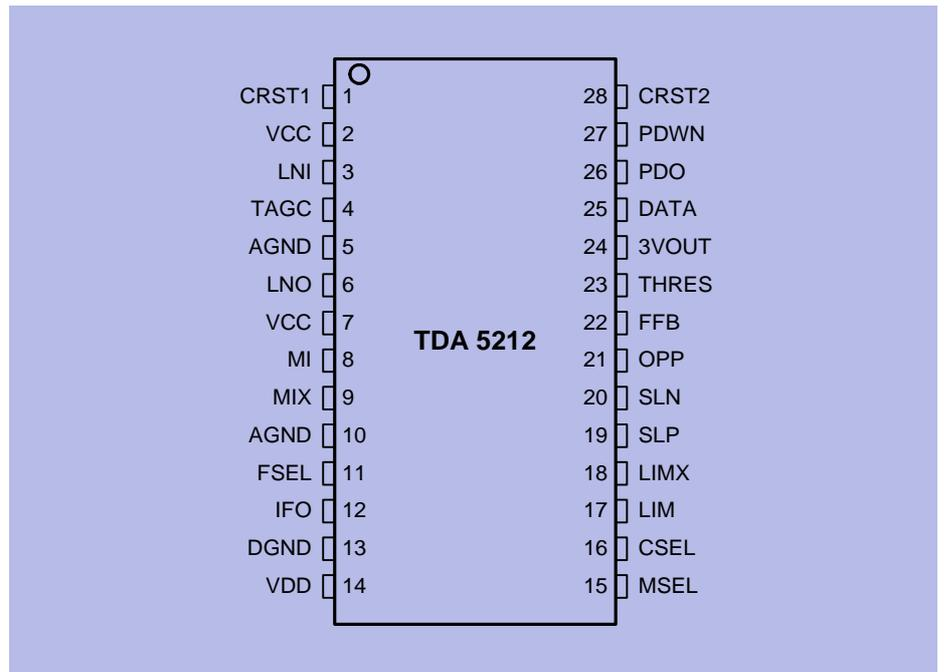 CRST1 1 28 CRST2
VCC 2 27 PDWN
LNI 3 26 PDO
TAGC 4 25 DATA
AGND 5 24 3VOUT
LNO 6 23 THRES
VCC 7 22 FFB
TDA 5212
MI 8 21 OPP
MIX 9 20 SLN
AGND 10 19 SLP
FSEL 11 18 LIMX
IFO 12 17 LIM
DGND 13 16 CSEL
VDD 14 15 MSEL